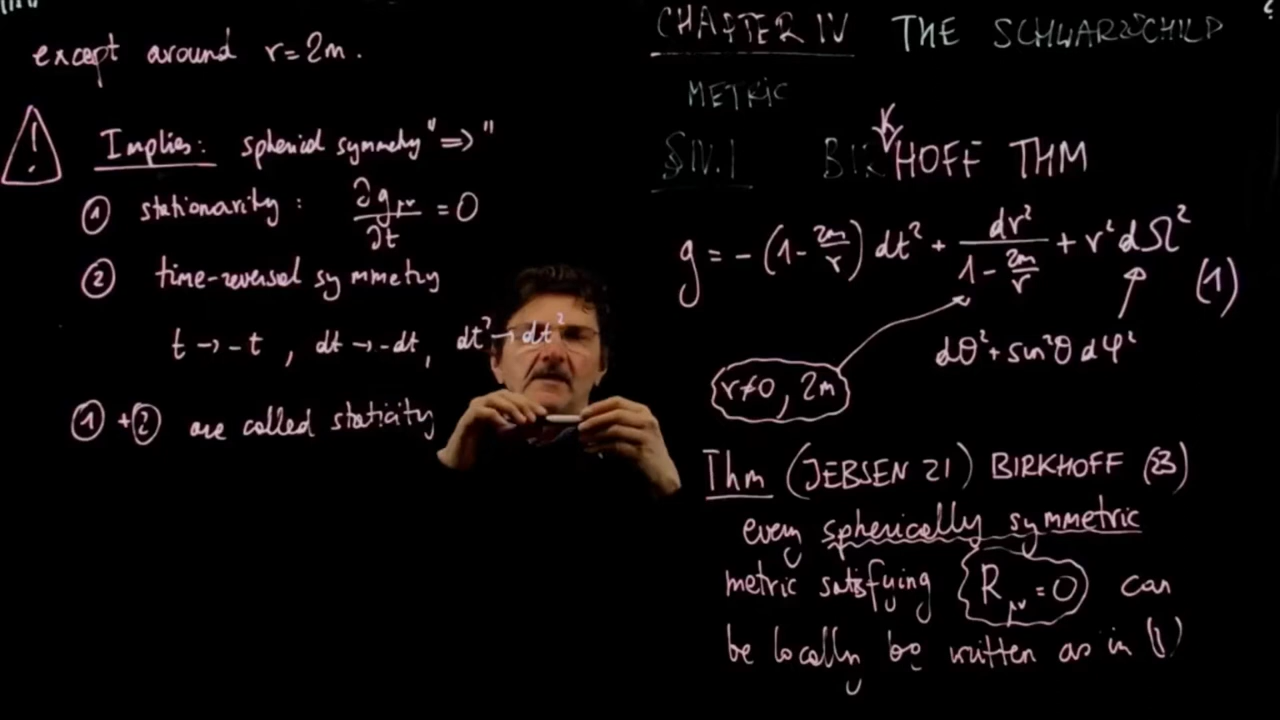 except around r=2m.
⚠ Implies: spherical symmetry "⇒"
① stationarity: ∂g_μν/∂t = 0
② time-reversal symmetry
t → -t, dt → -dt, dt² → dt²
① + ② are called staticity
CHAPTER IV THE SCHWARZSCHILD
METRIC
§IV.1 BIRKHOFF THM
g = -(1 - 2m/r) dt² + dr²/(1 - 2m/r) + r² dΩ² (1)
dθ² + sin²θ dφ²
r≠0, 2m
Thm (JEBSEN 21) BIRKHOFF (23)
every spherically symmetric
metric satisfying R_μν = 0 can
be locally be written as in (1)